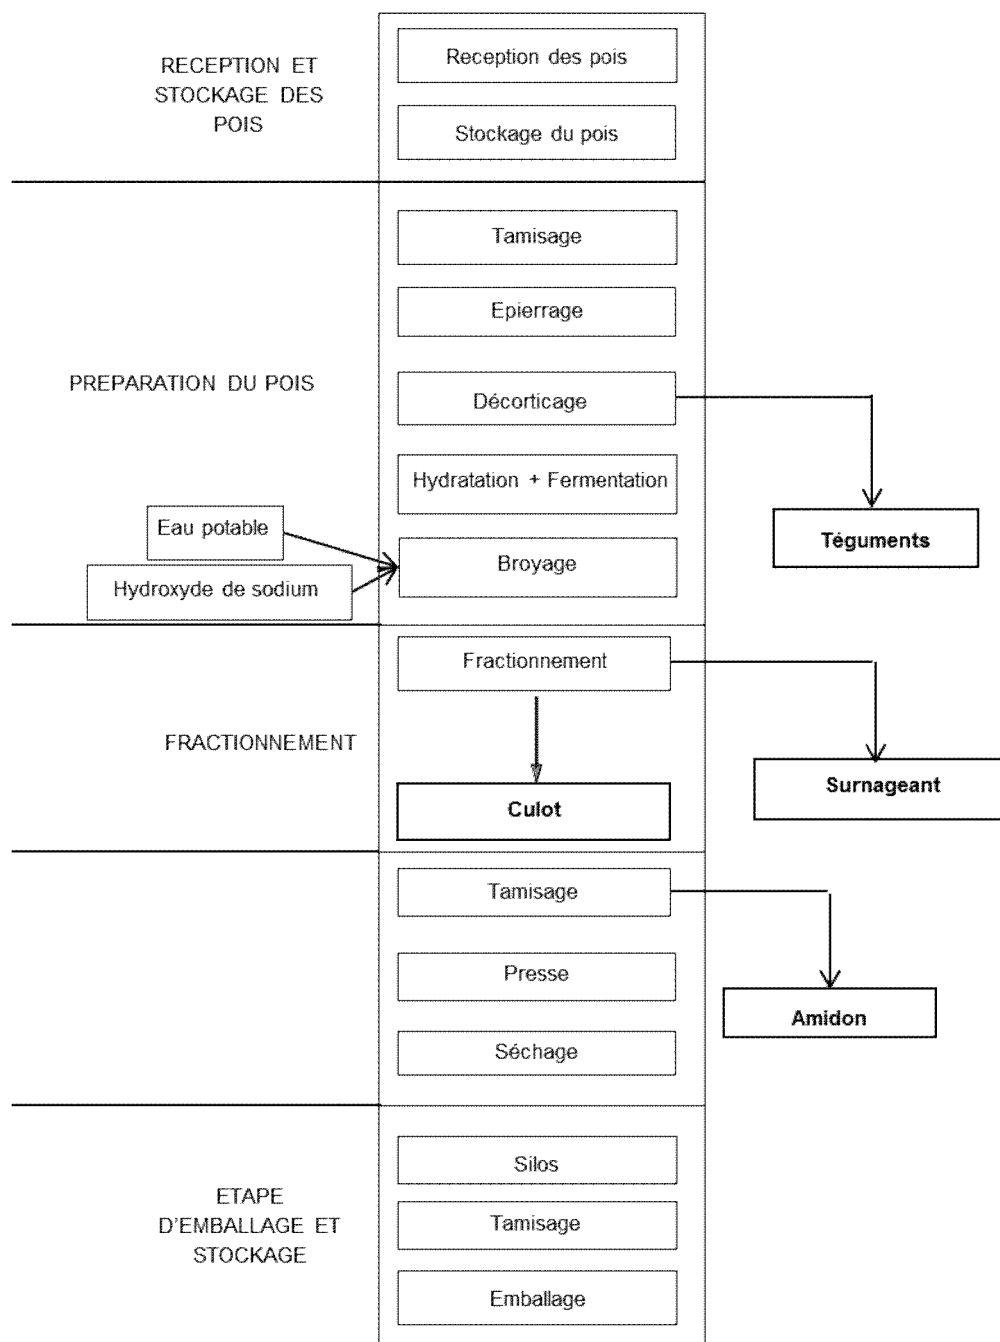 RECEPTION ET
STOCKAGE DES
POIS
Reception des pois
Stockage du pois
PREPARATION DU POIS
Tamisage
Epierrage
Décorticage
Hydratation + Fermentation
Eau potable
Hydroxyde de sodium
Broyage
Téguments
FRACTIONNEMENT
Fractionnement
Culot
Surnageant
Tamisage
Presse
Séchage
Amidon
ETAPE
D'EMBALLAGE ET
STOCKAGE
Silos
Tamisage
Emballage